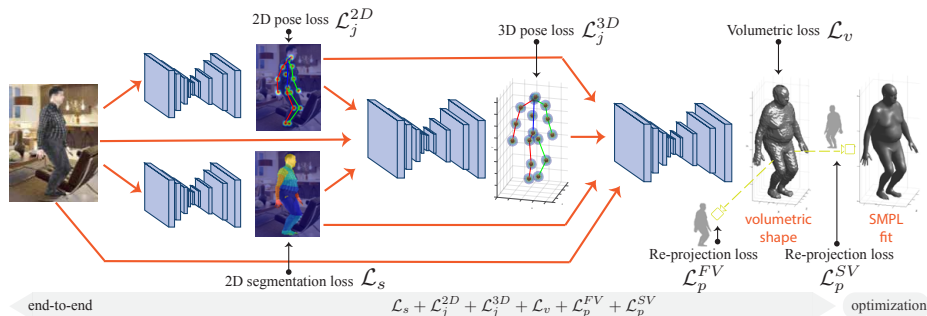 2D pose loss $\mathcal{L}_j^{2D}$
3D pose loss $\mathcal{L}_j^{3D}$
Volumetric loss $\mathcal{L}_v$
volumetric
shape
SMPL
fit
Re-projection loss
$\mathcal{L}_p^{FV}$
Re-projection loss
$\mathcal{L}_p^{SV}$
2D segmentation loss $\mathcal{L}_s$
end-to-end
$\mathcal{L}_s + \mathcal{L}_j^{2D} + \mathcal{L}_j^{3D} + \mathcal{L}_v + \mathcal{L}_p^{FV} + \mathcal{L}_p^{SV}$
optimization